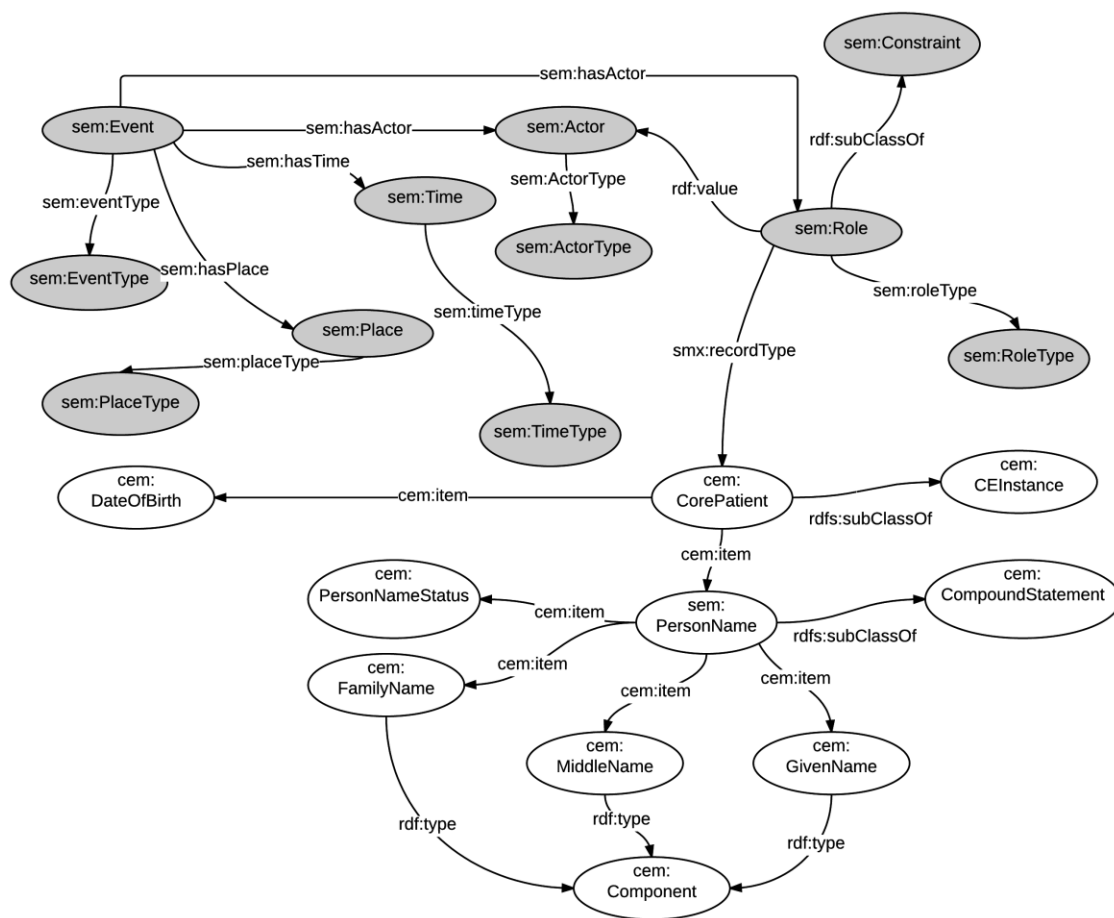 sem:Constraint
sem:hasActor
sem:Event
sem:hasActor
sem:Actor
rdf:subClassOf
sem:hasTime
sem:ActorType
sem:Time
rdf:value
sem:eventType
sem:Role
sem:ActorType
sem:EventType
sem:hasPlace
sem:roleType
sem:timeType
sem:Place
smx:recordType
sem:placeType
sem:RoleType
sem:PlaceType
sem:TimeType
cem:
DateOfBirth
cem:item
cem:
CorePatient
cem:
CEInstance
rdfs:subClassOf
cem:item
cem:
PersonNameStatus
cem:item
sem:
PersonName
cem:
CompoundStatement
rdfs:subClassOf
cem:item
cem:
FamilyName
cem:item
cem:item
cem:
MiddleName
cem:
GivenName
rdf:type
rdf:type
rdf:type
cem:
Component